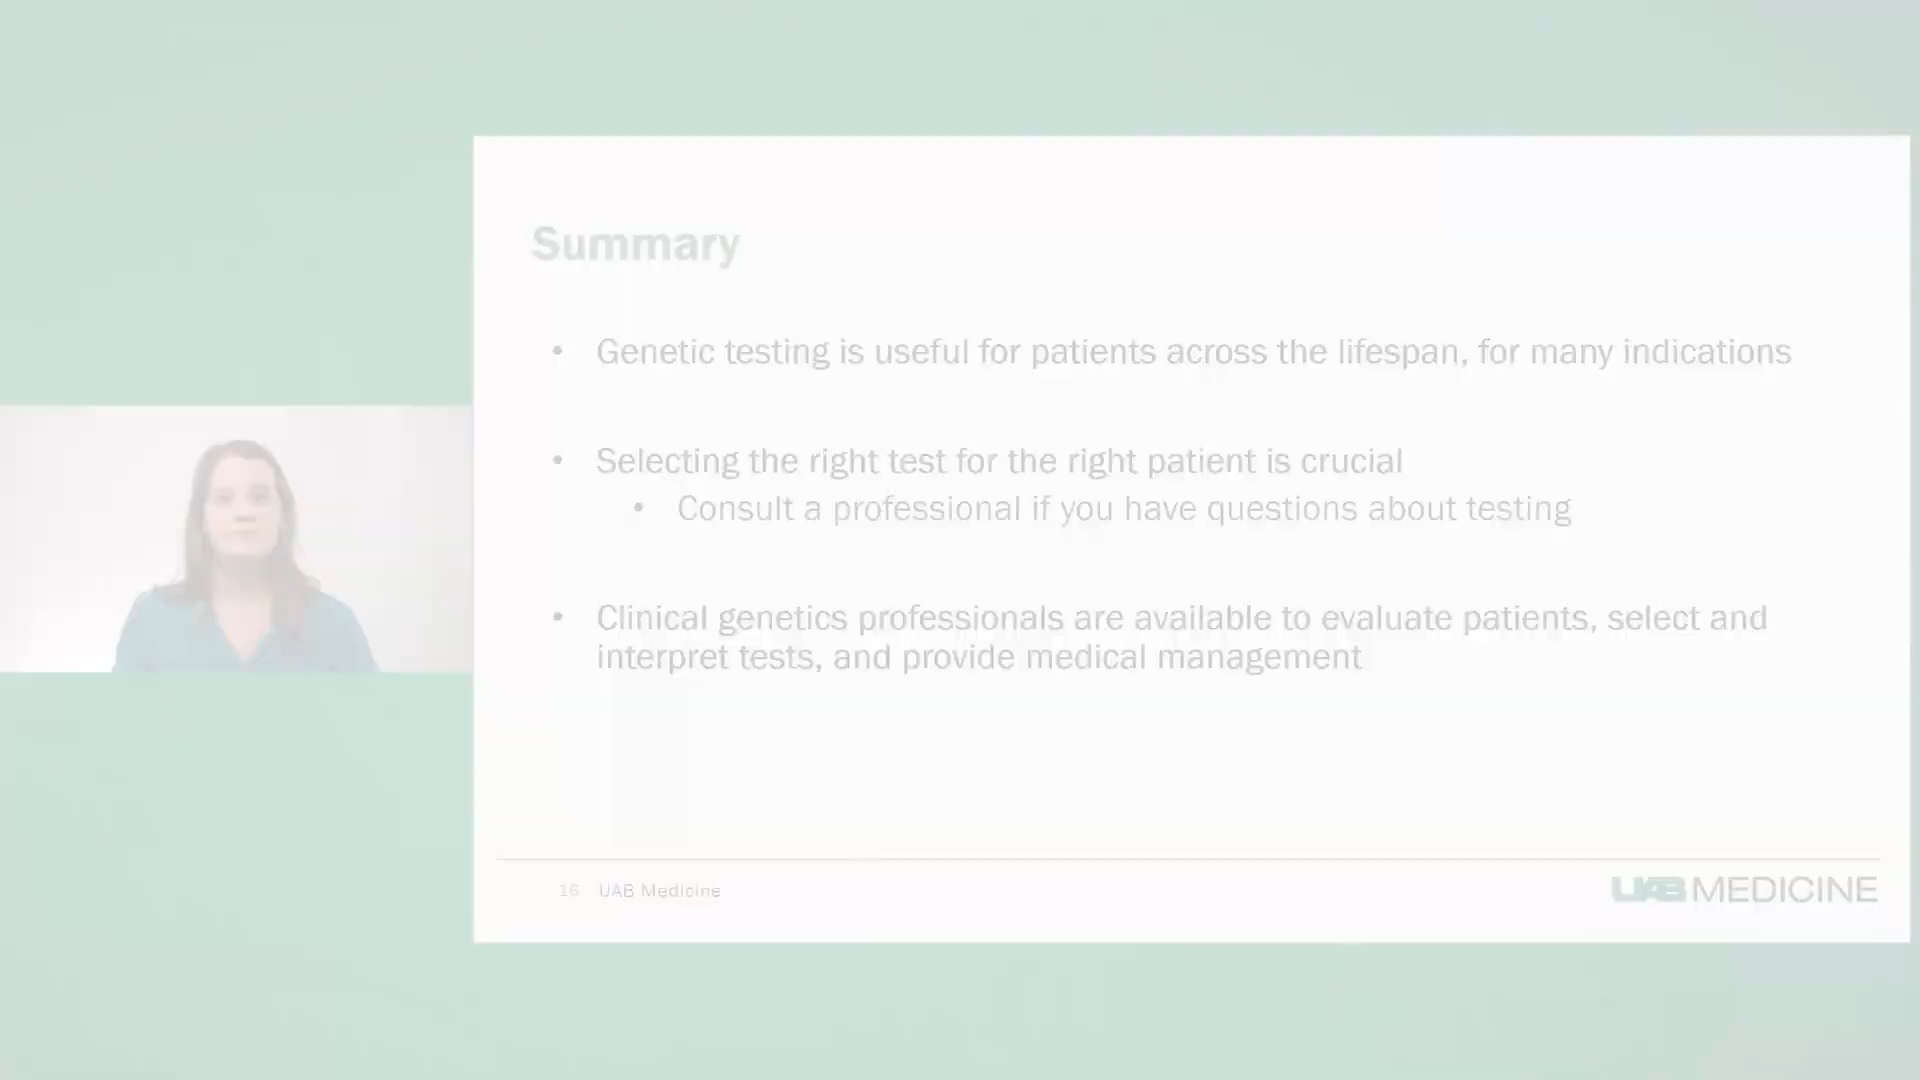 Summary
• Genetic testing is useful for patients across the lifespan, for many indications
• Selecting the right test for the right patient is crucial
• Consult a professional if you have questions about testing
• Clinical genetics professionals are available to evaluate patients, select and
interpret tests, and provide medical management
16 UAB Medicine
UAB MEDICINE